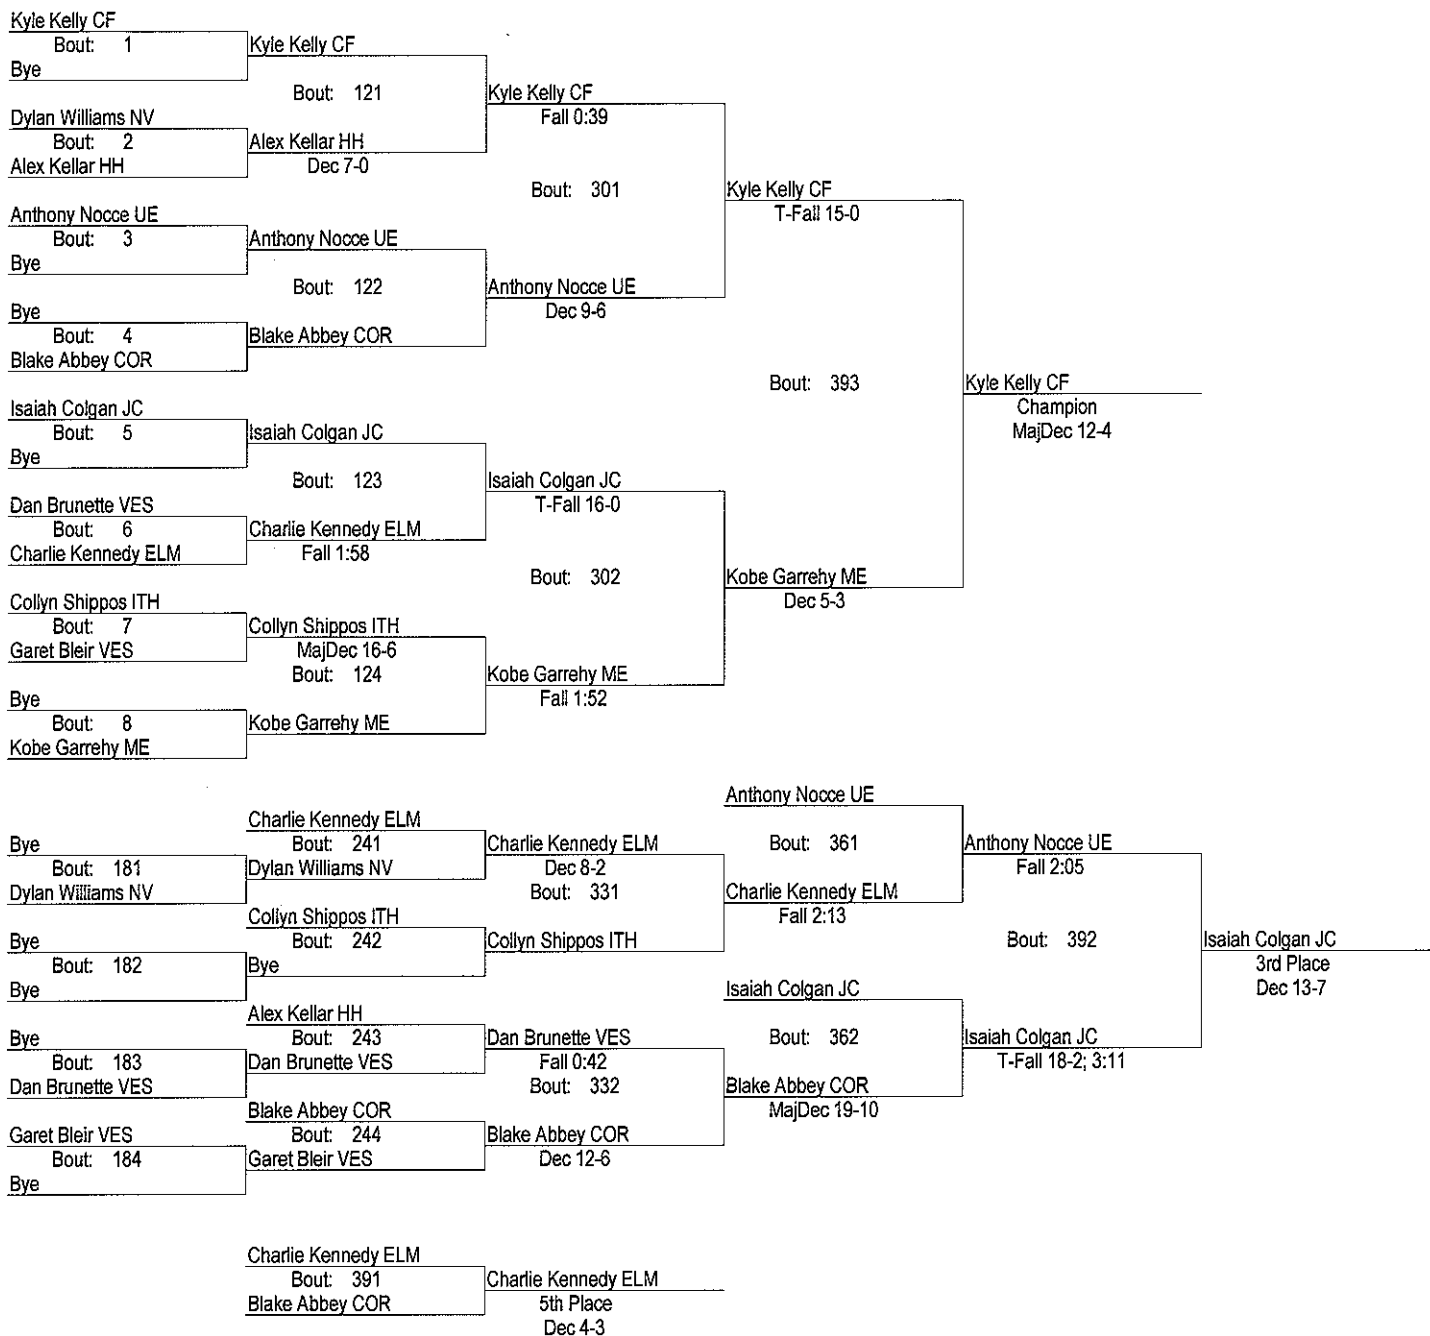 Kyle Kelly CF
Bout: 1
Bye
Kyle Kelly CF
Bout: 121
Dylan Williams NV
Bout: 2
Alex Kellar HH
Alex Kellar HH
Dec 7-0
Kyle Kelly CF
Fall 0:39
Bout: 301
Anthony Nocce UE
Bout: 3
Bye
Anthony Nocce UE
Bout: 122
Bye
Bout: 4
Blake Abbey COR
Blake Abbey COR
Anthony Nocce UE
Dec 9-6
Kyle Kelly CF
T-Fall 15-0
Bout: 393
Isaiah Colgan JC
Bout: 5
Bye
Isaiah Colgan JC
Bout: 123
Dan Brunette VES
Bout: 6
Charlie Kennedy ELM
Charlie Kennedy ELM
Fall 1:58
Isaiah Colgan JC
T-Fall 16-0
Bout: 302
Collyn Shippos ITH
Bout: 7
Garet Bleir VES
Collyn Shippos ITH
MajDec 16-6
Bout: 124
Bye
Bout: 8
Kobe Garrehy ME
Kobe Garrehy ME
Kobe Garrehy ME
Fall 1:52
Kobe Garrehy ME
Dec 5-3
Kyle Kelly CF
Champion
MajDec 12-4
Bye
Bout: 181
Dylan Williams NV
Charlie Kennedy ELM
Bout: 241
Dylan Williams NV
Charlie Kennedy ELM
Dec 8-2
Bout: 331
Bye
Bout: 182
Bye
Collyn Shippos ITH
Bout: 242
Bye
Collyn Shippos ITH
Anthony Nocce UE
Bout: 361
Charlie Kennedy ELM
Fall 2:13
Anthony Nocce UE
Fall 2:05
Bout: 392
Bye
Bout: 183
Dan Brunette VES
Alex Kellar HH
Bout: 243
Dan Brunette VES
Dan Brunette VES
Fall 0:42
Bout: 332
Garet Bleir VES
Bout: 184
Bye
Blake Abbey COR
Bout: 244
Garet Bleir VES
Blake Abbey COR
Dec 12-6
Isaiah Colgan JC
Bout: 362
Blake Abbey COR
MajDec 19-10
Isaiah Colgan JC
T-Fall 18-2; 3:11
Isaiah Colgan JC
3rd Place
Dec 13-7
Charlie Kennedy ELM
Bout: 391
Blake Abbey COR
Charlie Kennedy ELM
5th Place
Dec 4-3